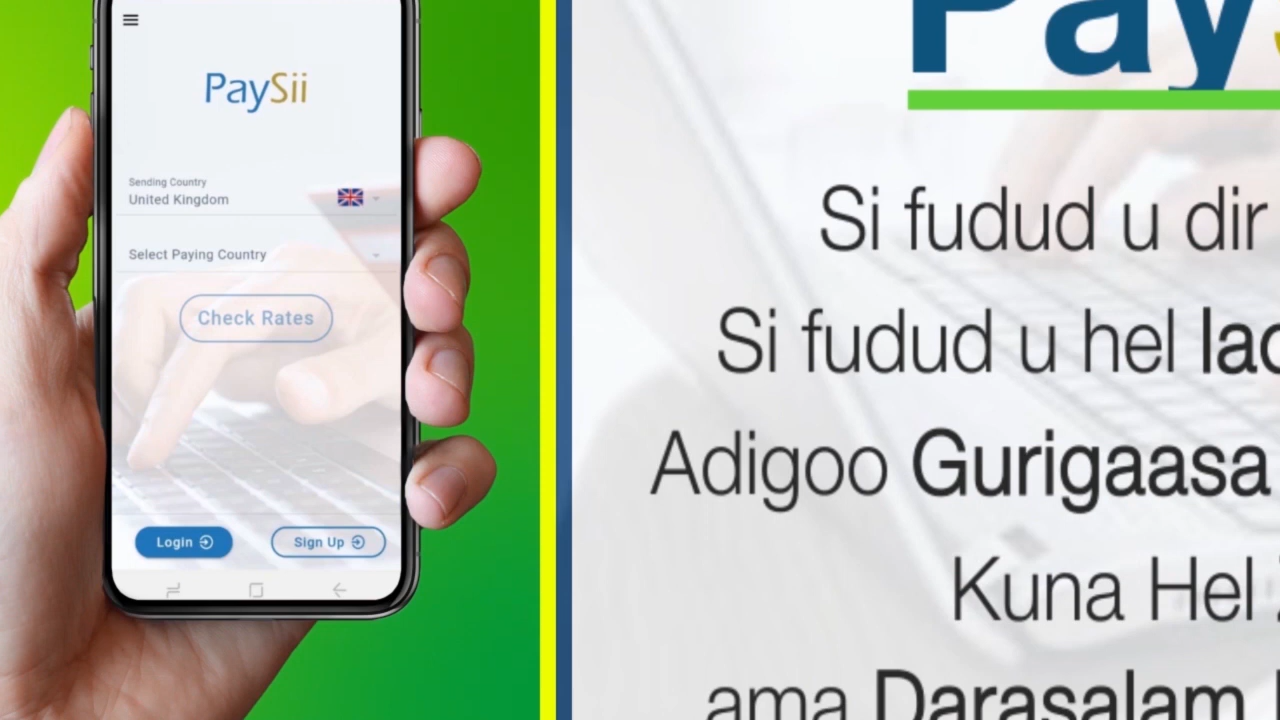 PaySii
Sending Country
United Kingdom
Select Paying Country
Check Rates
Login
Sign Up
Pay
Si fudud u dir
Si fudud u hel
Adigoo Gurigaasa
Kuna Hel
ama Darasalam